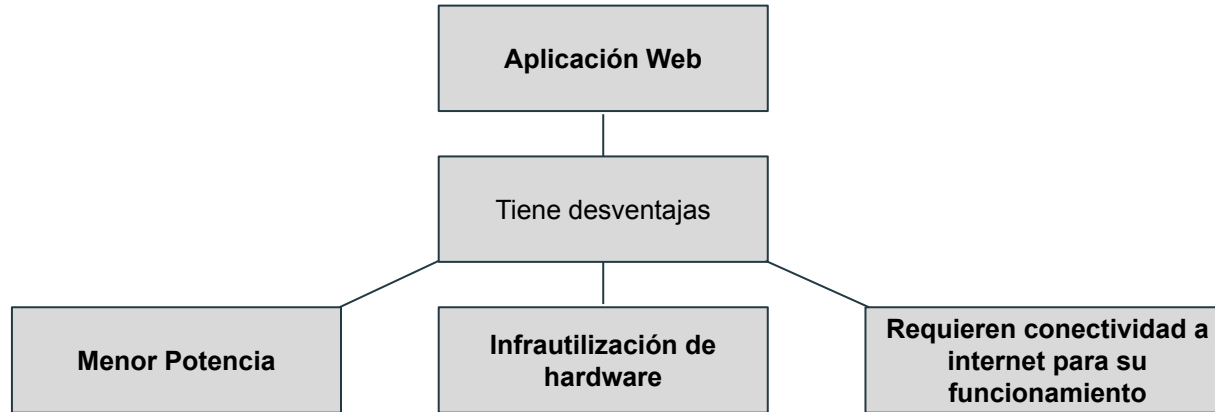 Aplicación Web
Tiene desventajas
Menor Potencia
Infrautilización de
hardware
Requieren conectividad a
internet para su
funcionamiento